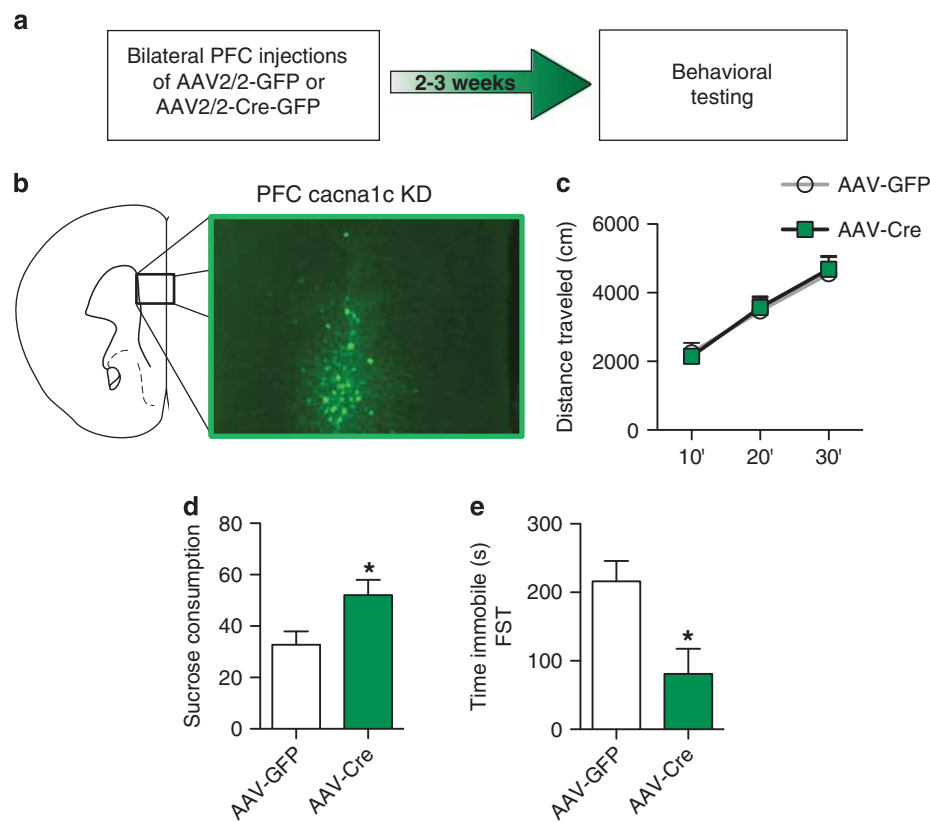 a
Bilateral PFC injections
of AAV2/2-GFP or
AAV2/2-Cre-GFP
2-3 weeks
Behavioral
testing
b
PFC cacna1c KD
c
AAV-GFP
AAV-Cre
Distance traveled (cm)
6000
4000
2000
0
10'
20'
30'
d
Sucrose consumption
80
60
40
20
0
*
AAV-GFP
AAV-Cre
e
Time immobile (s)
FST
300
200
100
0
*
AAV-GFP
AAV-Cre